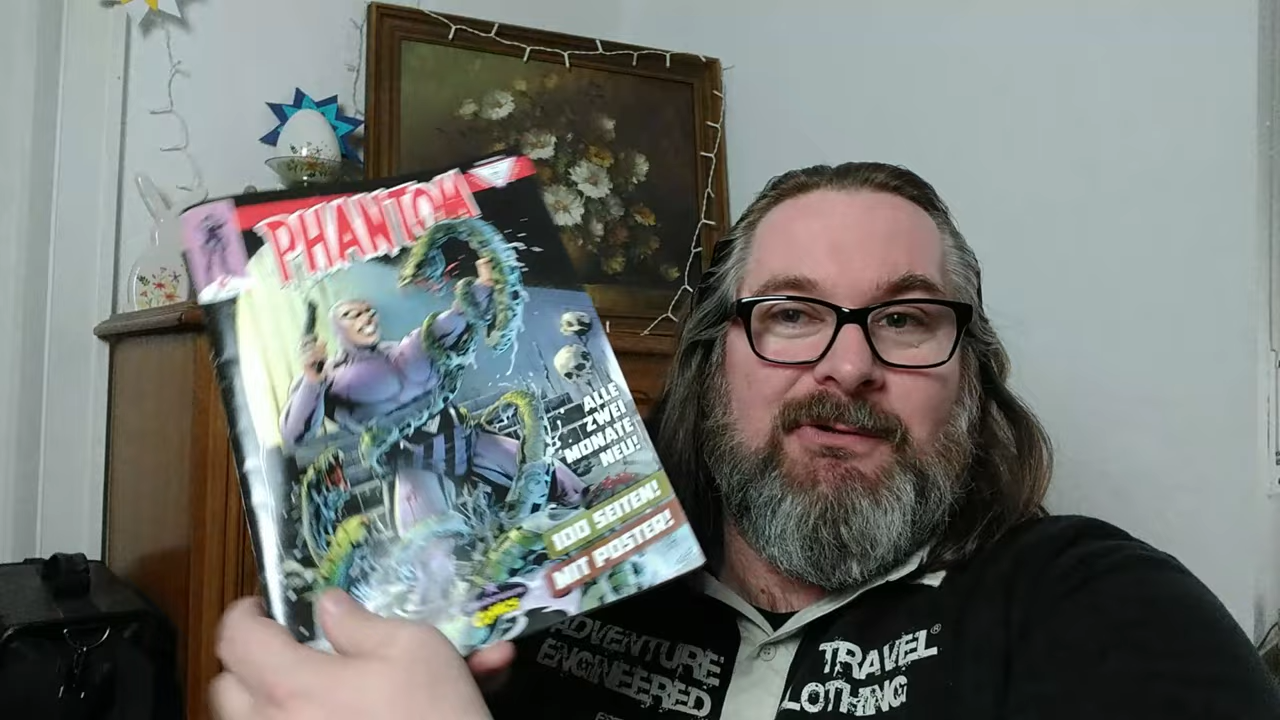 PHANTOM
ALLE
ZWEI
MONATE
NEU!
100 SEITEN!
MIT POSTER!
ADVENTURE
ENGINEERED
TRAVEL®
CLOTHING